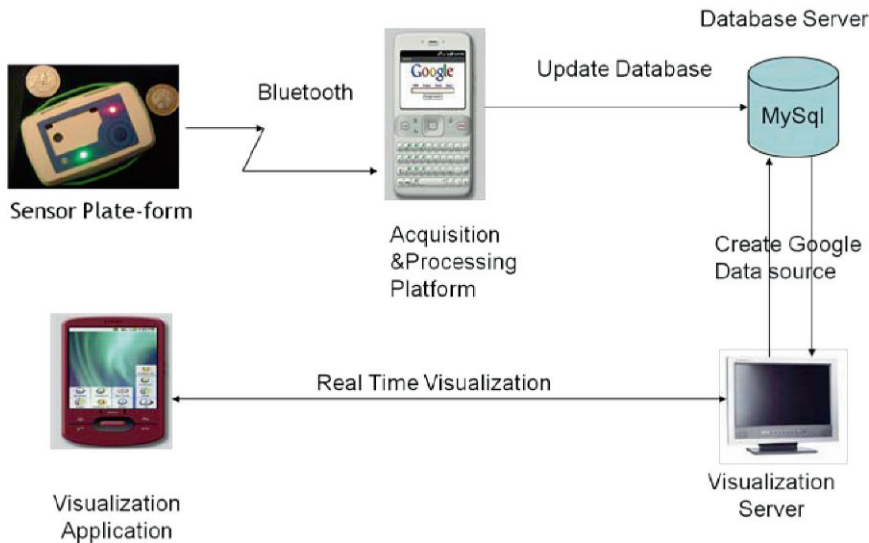 Database Server
Google
Bluetooth
Update Database
MySql
Sensor Plate-form
Acquisition
&Processing
Platform
Create Google
Data source
Real Time Visualization
Visualization
Application
Visualization
Server